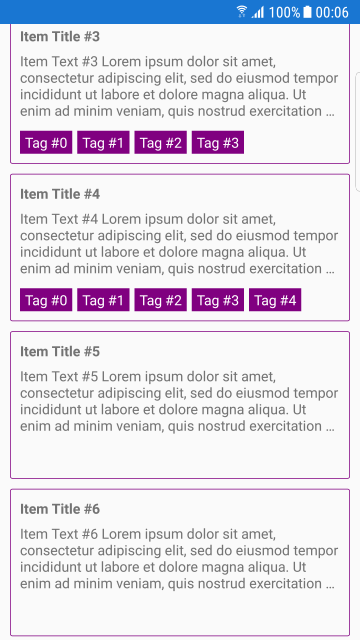 100% 00:06
Item Title #3
Item Text #3 Lorem ipsum dolor sit amet,
consectetur adipiscing elit, sed do eiusmod tempor
incididunt ut labore et dolore magna aliqua. Ut
enim ad minim veniam, quis nostrud exercitation ...
Tag #0 Tag #1 Tag #2 Tag #3
Item Title #4
Item Text #4 Lorem ipsum dolor sit amet,
consectetur adipiscing elit, sed do eiusmod tempor
incididunt ut labore et dolore magna aliqua. Ut
enim ad minim veniam, quis nostrud exercitation ...
Tag #0 Tag #1 Tag #2 Tag #3 Tag #4
Item Title #5
Item Text #5 Lorem ipsum dolor sit amet,
consectetur adipiscing elit, sed do eiusmod tempor
incididunt ut labore et dolore magna aliqua. Ut
enim ad minim veniam, quis nostrud exercitation ...
Item Title #6
Item Text #6 Lorem ipsum dolor sit amet,
consectetur adipiscing elit, sed do eiusmod tempor
incididunt ut labore et dolore magna aliqua. Ut
enim ad minim veniam, quis nostrud exercitation ...